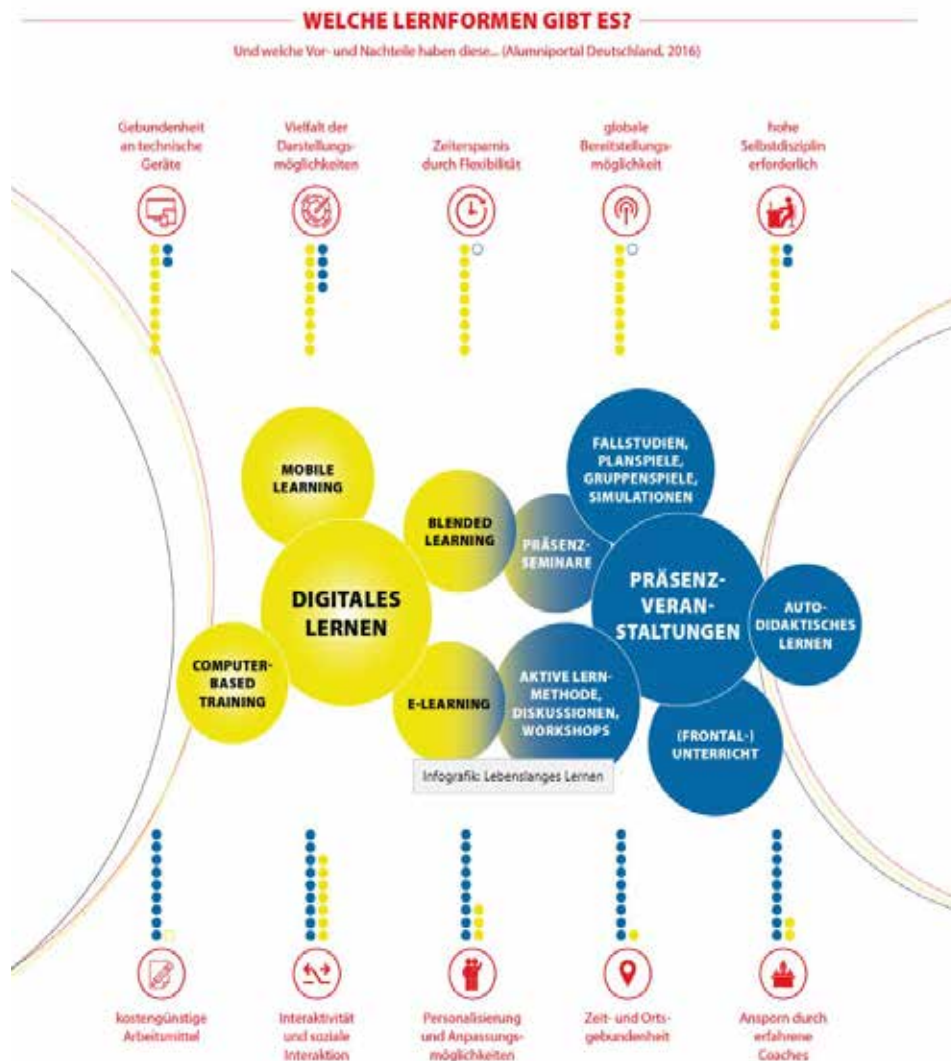 WELCHE LERNFORMEN GIBT ES?
Und welche Vor- und Nachteile haben diese... (Alumniportal Deutschland, 2016)
Gebundenheit
an technische
Geräte
Vielfalt der
Darstellungs-
möglichkeiten
Zeitersparnis
durch Flexibilität
globale
Bereitstellungs-
möglichkeit
hohe
Selbstdisziplin
erforderlich
MOBILE
LEARNING
BLENDED
LEARNING
PRÄSENZ-
SEMINARE
FALLSTUDIEN,
PLANSPIELE,
GRUPPENSPIELE,
SIMULATIONEN
DIGITALES
LERNEN
PRÄSENZ-
VERAN-
STALTUNGEN
AUTO-
DIDAKTISCHES
LERNEN
COMPUTER-
BASED
TRAINING
E-LEARNING
AKTIVE LERN-
METHODE,
DISKUSSIONEN,
WORKSHOPS
(FRONTAL-)
UNTERRICHT
Infografik: Lebenslanges Lernen
kostengünstige
Arbeitsmittel
Interaktivität
und soziale
Interaktion
Personalisierung
und Anpassungs-
möglichkeiten
Zeit- und Orts-
gebundenheit
Ansporn durch
erfahrene
Coaches